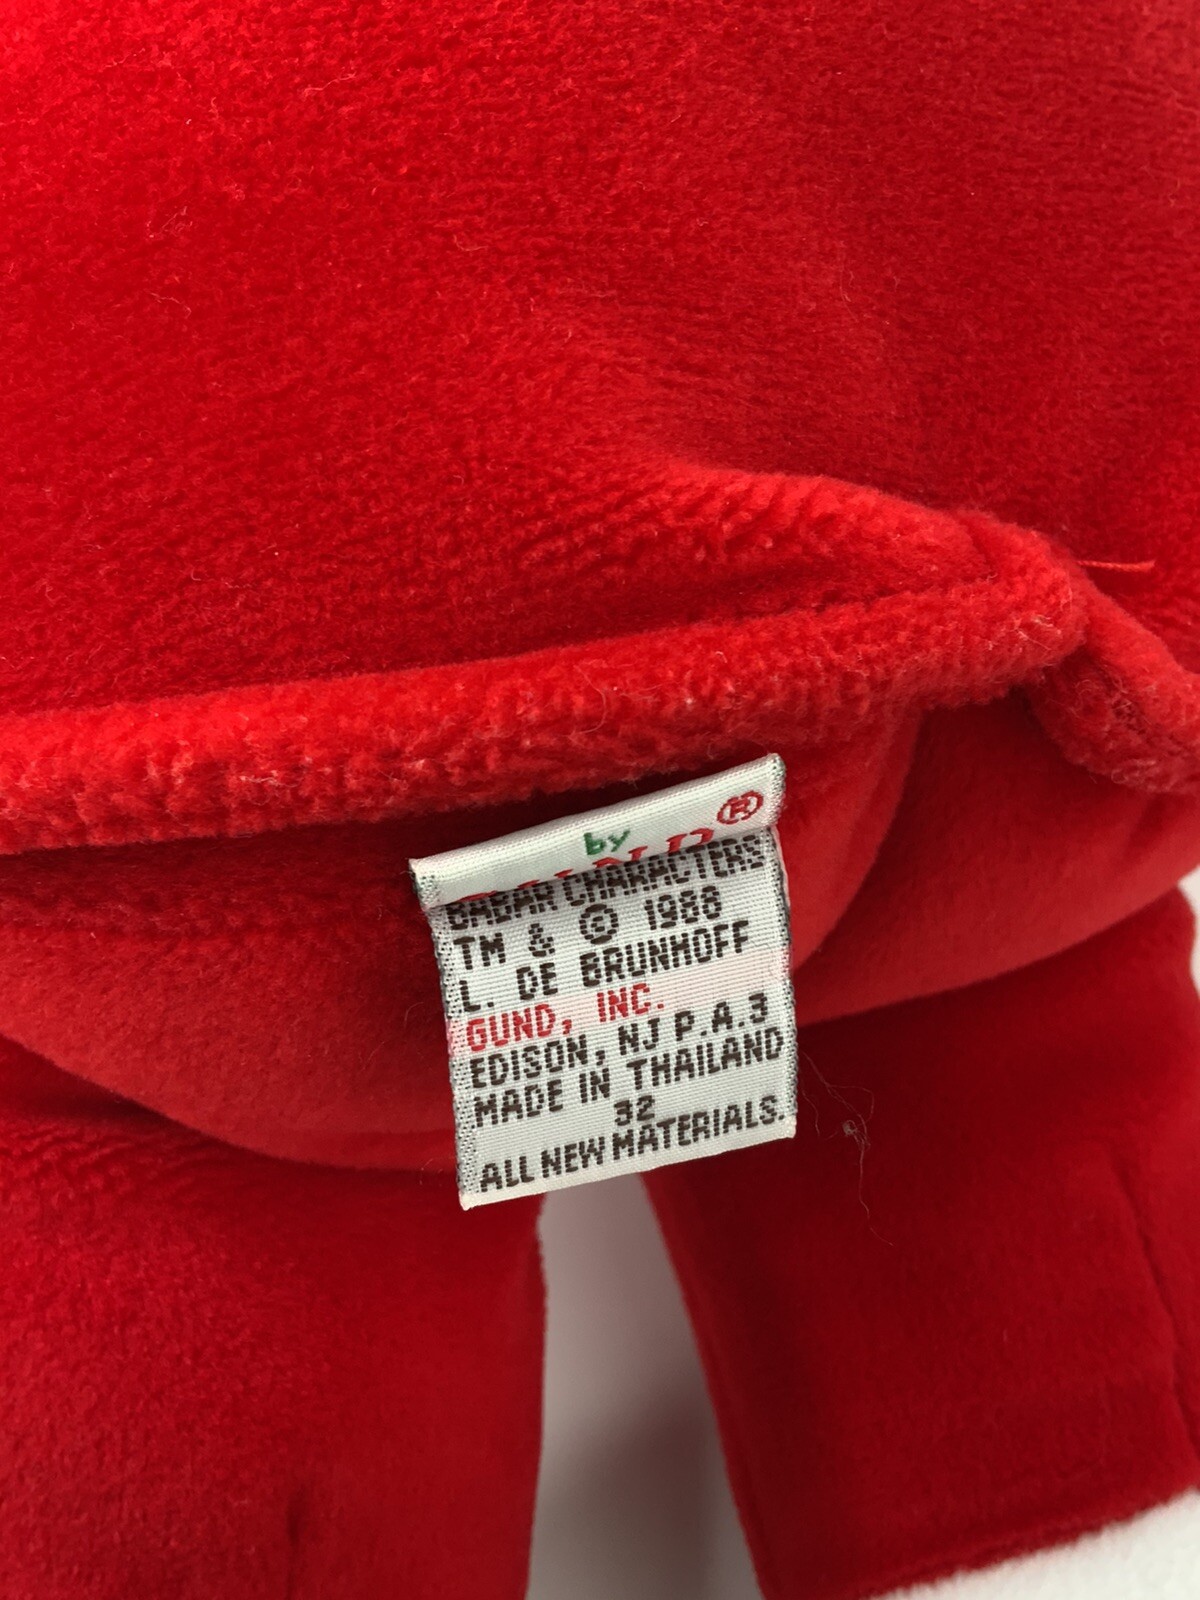 by
GUND®
BABAR CHARACTERS
TM & © 1988
L. DE BRUNHOFF
GUND, INC.
EDISON, NJ P.A.3
MADE IN THAILAND
32
ALL NEW MATERIALS.